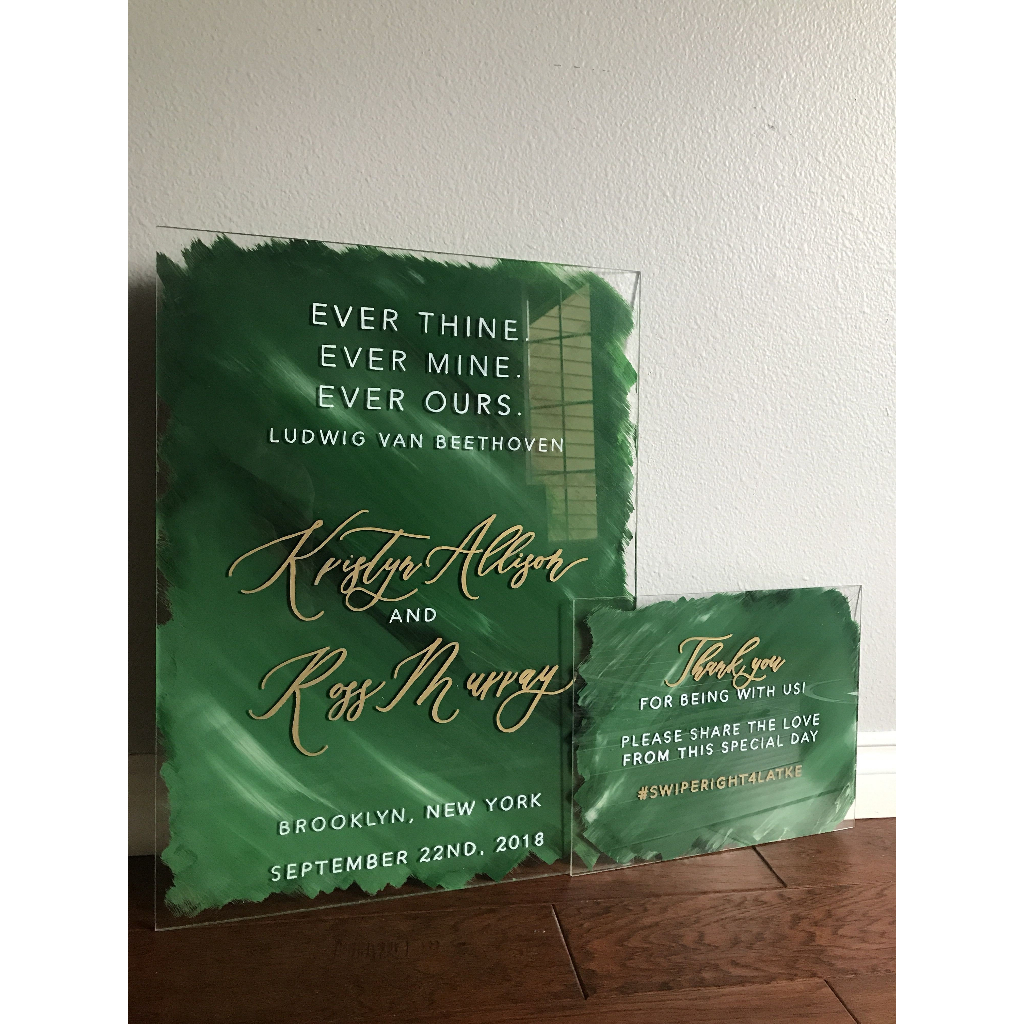 EVER THINE.
EVER MINE.
EVER OURS.
LUDWIG VAN BEETHOVEN
Kristyn Allison
AND
Ross Murray
BROOKLYN, NEW YORK
SEPTEMBER 22ND, 2018
Thank you
FOR BEING WITH US!
PLEASE SHARE THE LOVE
FROM THIS SPECIAL DAY
#SWIPERIGHT4LATKE